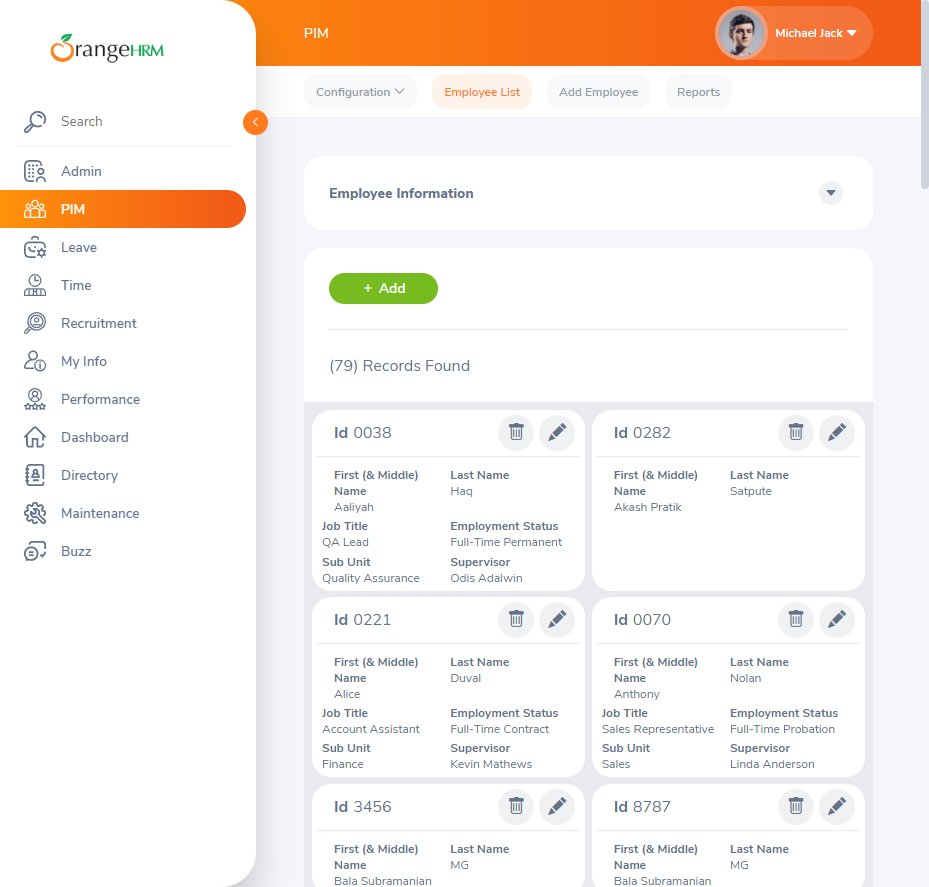 OrangeHRM
PIM
Michael Jack
Configuration
Employee List
Add Employee
Reports
Search
Admin
PIM
Leave
Time
Recruitment
My Info
Performance
Dashboard
Directory
Maintenance
Buzz
Employee Information
+ Add
(79) Records Found
Id 0038
First (& Middle) Name
Aaliyah
Last Name
Haq
Job Title
QA Lead
Employment Status
Full-Time Permanent
Sub Unit
Quality Assurance
Supervisor
Odis Adalwin
Id 0282
First (& Middle) Name
Akash Pratik
Last Name
Satpute
Id 0221
First (& Middle) Name
Alice
Last Name
Duval
Job Title
Account Assistant
Employment Status
Full-Time Contract
Sub Unit
Finance
Supervisor
Kevin Mathews
Id 0070
First (& Middle) Name
Anthony
Last Name
Nolan
Job Title
Sales Representative
Employment Status
Full-Time Probation
Sub Unit
Sales
Supervisor
Linda Anderson
Id 3456
First (& Middle) Name
Bala Subramanian
Last Name
MG
Id 8787
First (& Middle) Name
Bala Subramanian
Last Name
MG